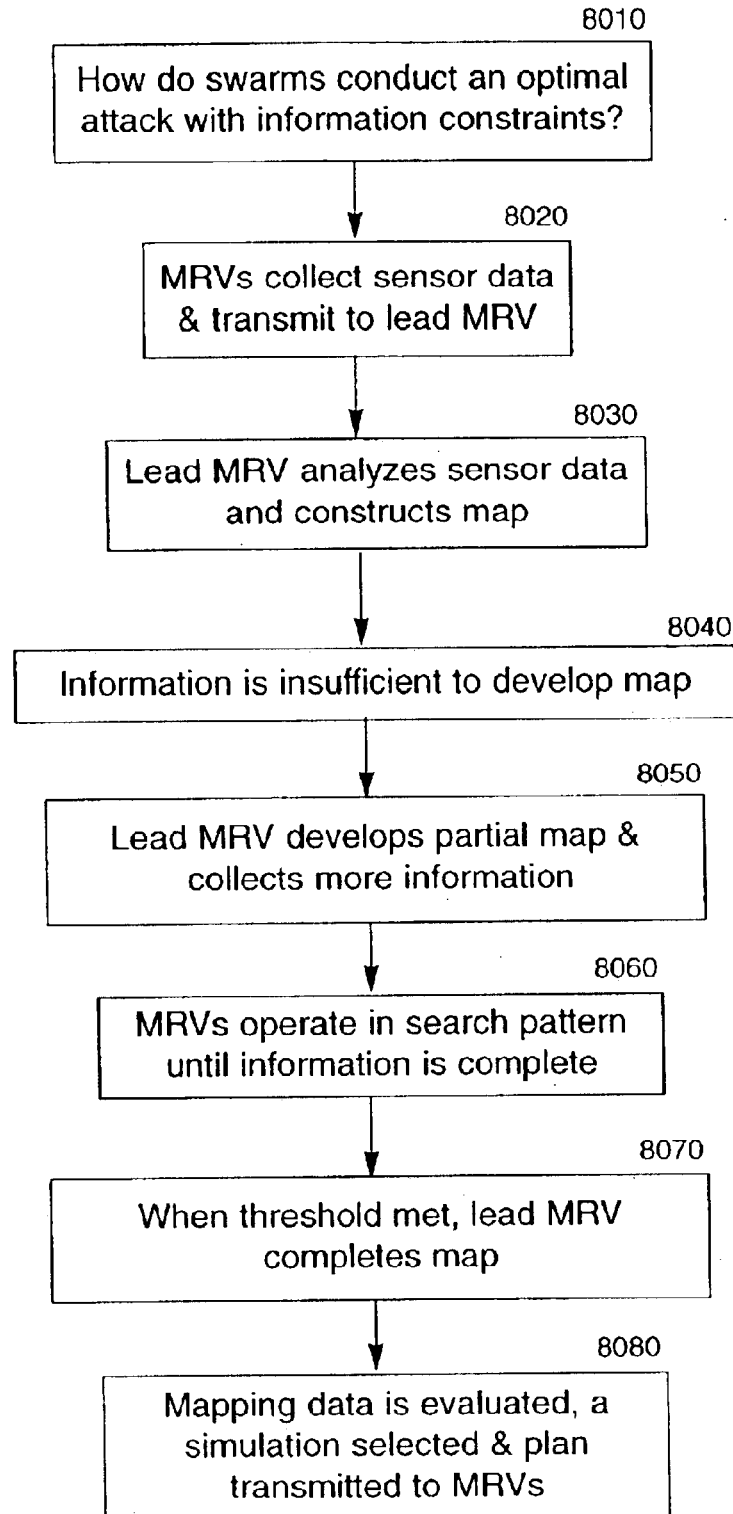 8010
How do swarms conduct an optimal
attack with information constraints?
8020
MRVs collect sensor data
& transmit to lead MRV
8030
Lead MRV analyzes sensor data
and constructs map
8040
Information is insufficient to develop map
8050
Lead MRV develops partial map &
collects more information
8060
MRVs operate in search pattern
until information is complete
8070
When threshold met, lead MRV
completes map
8080
Mapping data is evaluated, a
simulation selected & plan
transmitted to MRVs